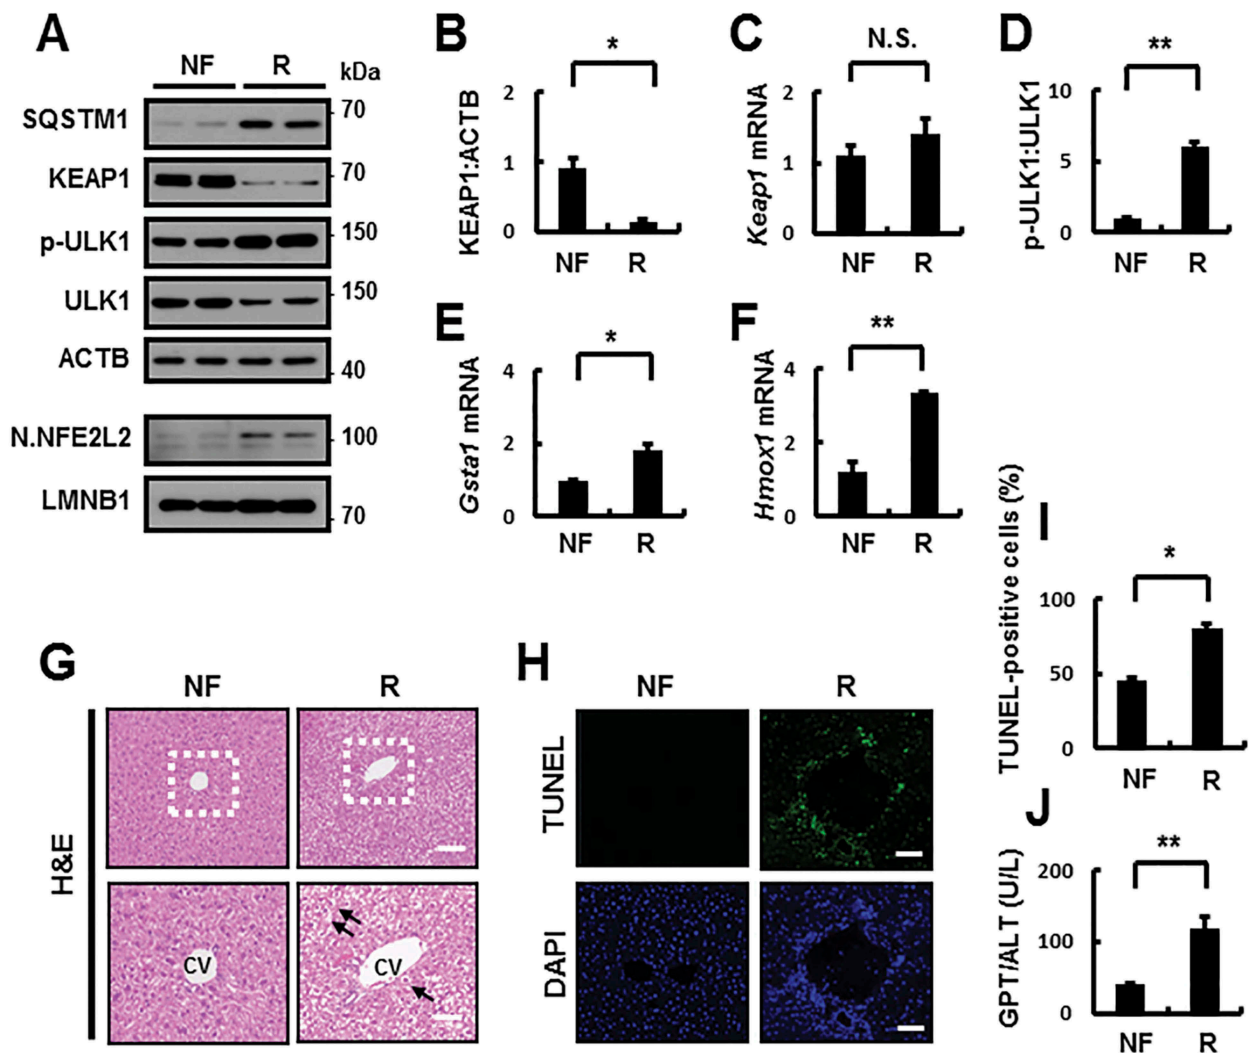 A
NF R kDa
SQSTM1 70
KEAP1 70
p-ULK1 150
ULK1 150
ACTB 40
N.NFE2L2 100
LMNB1 70
B
*
KEAP1:ACTB
2
1
0
NF R
C
N.S.
Keap1 mRNA
2
1
0
NF R
D
**
p-ULK1:ULK1
10
5
0
NF R
E
*
Gsta1 mRNA
4
2
0
NF R
F
**
Hmox1 mRNA
4
2
0
NF R
G
NF R
H&E
CV CV
H
NF R
TUNEL
DAPI
I
*
TUNEL-positive cells (%)
100
50
0
NF R
J
**
GPT/ALT (U/L)
200
100
0
NF R